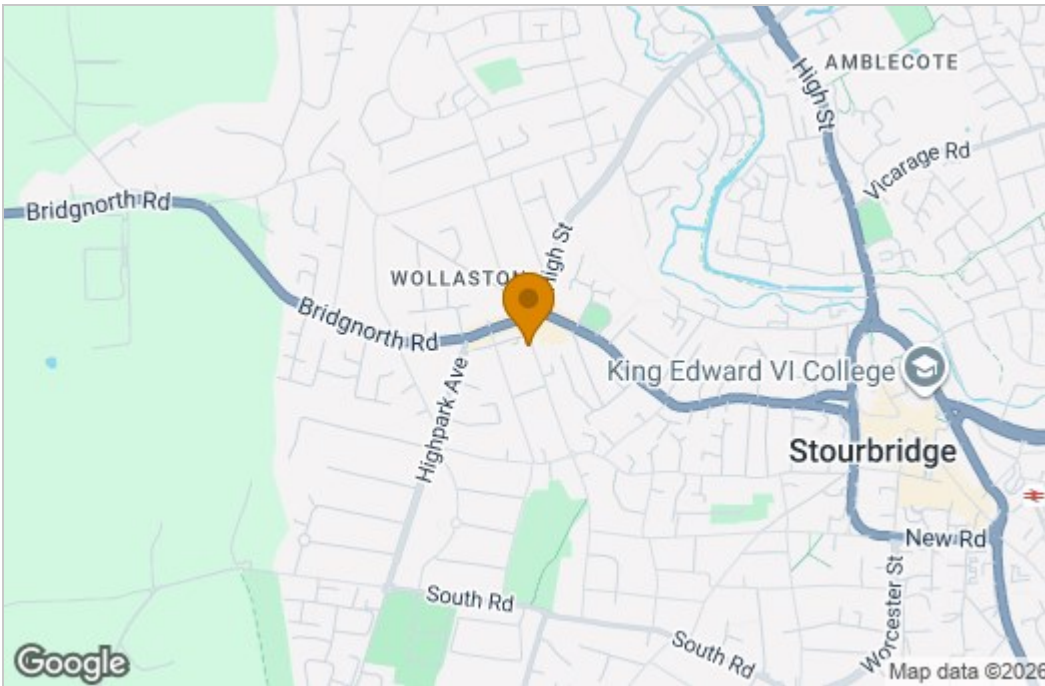 AMBLECOTE
High St
Vicarage Rd
Bridgnorth Rd
High St
WOLLASTON
Bridgnorth Rd
King Edward VI College
Highpark Ave
Stourbridge
New Rd
South Rd
Worcester St
South Rd
Google
Map data ©2026